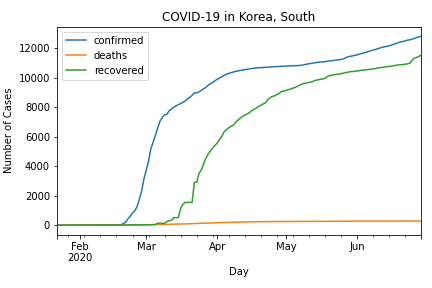 COVID-19 in Korea, South
confirmed
deaths
recovered
Number of Cases
12000
10000
8000
6000
4000
2000
0
Feb
2020
Mar
Apr
May
Jun
Day